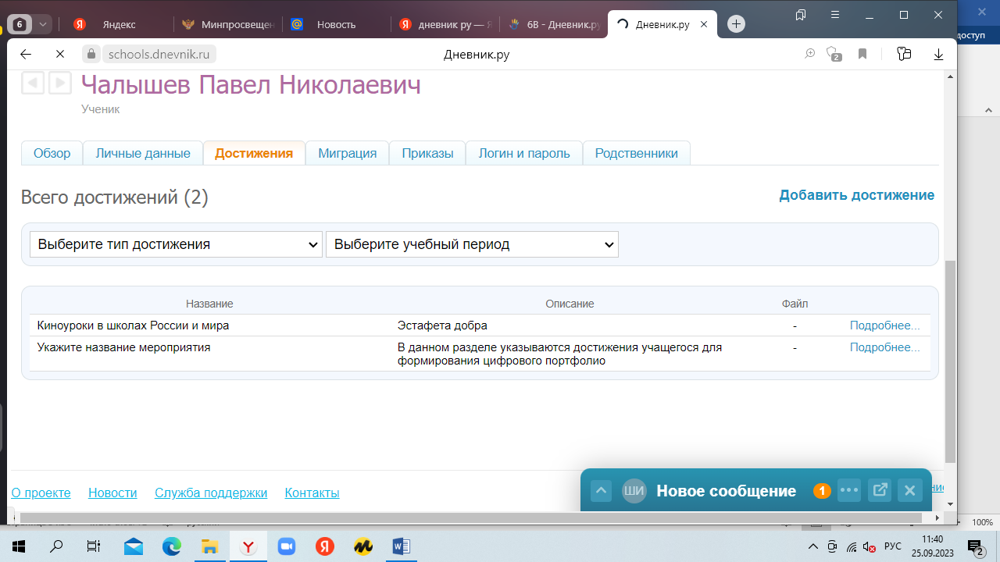 6
Яндекс
Минпросвещен
Новость
дневник ру — Я
6В - Дневник.ру
Дневник.ру
доступ
schools.dnevnik.ru
Дневник.ру
2
Чалышев Павел Николаевич
Ученик
Обзор
Личные данные
Достижения
Миграция
Приказы
Логин и пароль
Родственники
Всего достижений (2)
Добавить достижение
Выберите тип достижения
Выберите учебный период
Название
Описание
Файл
Киноуроки в школах России и мира
Эстафета добра
-
Подробнее...
Укажите название мероприятия
В данном разделе указываются достижения учащегося для
формирования цифрового портфолио
-
Подробнее...
О проекте
Новости
Служба поддержки
Контакты
ШИ
Новое сообщение
1
100%
РУС
11:40
25.09.2023
2